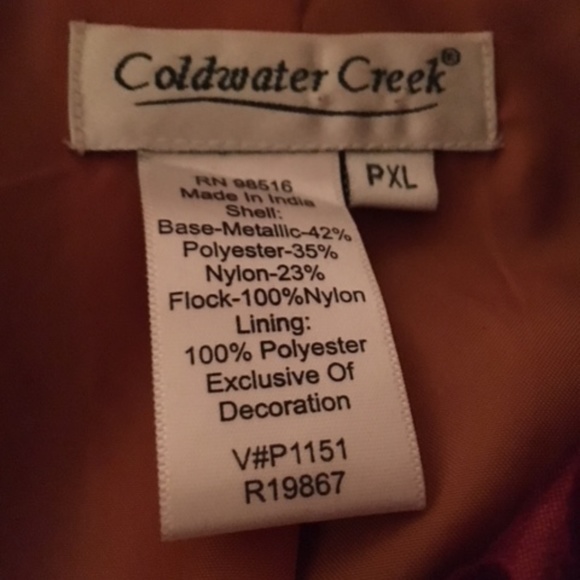 Coldwater Creek®
PXL
RN 98516
Made In India
Shell:
Base-Metallic-42%
Polyester-35%
Nylon-23%
Flock-100%Nylon
Lining:
100% Polyester
Exclusive Of
Decoration
V#P1151
R19867